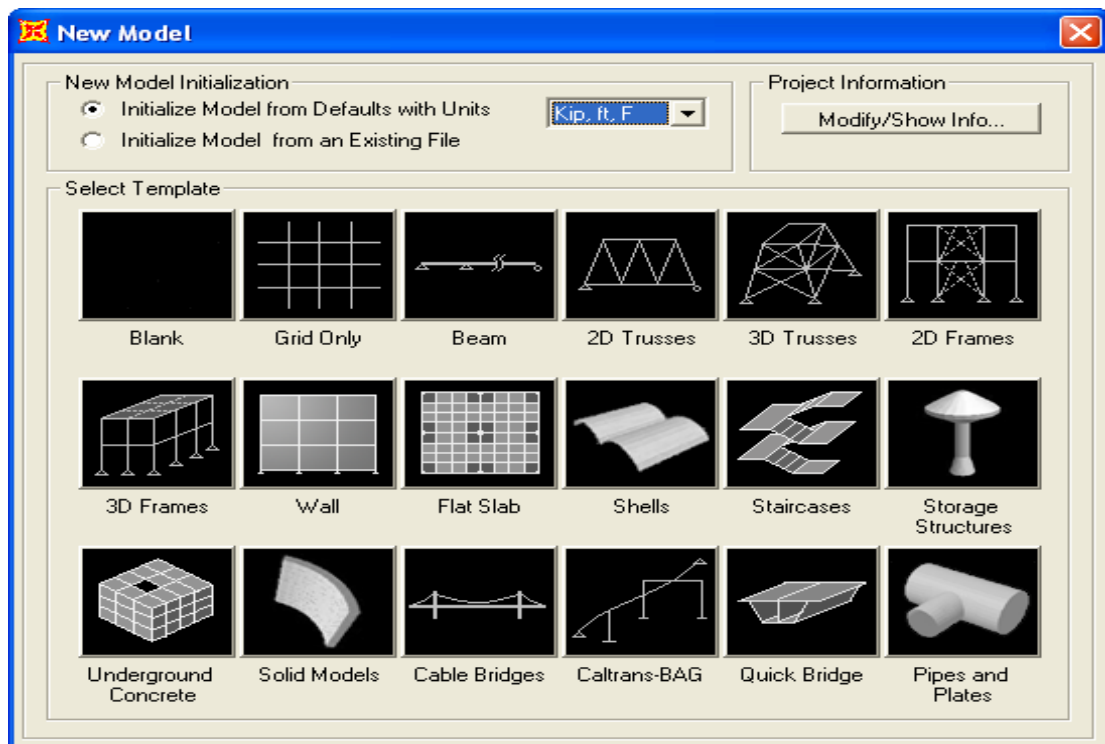 New Model
New Model Initialization
Initialize Model from Defaults with Units
Kip, ft, F
Initialize Model from an Existing File
Project Information
Modify/Show Info...
Select Template
Blank
Grid Only
Beam
2D Trusses
3D Trusses
2D Frames
3D Frames
Wall
Flat Slab
Shells
Staircases
Storage
Structures
Underground
Concrete
Solid Models
Cable Bridges
Caltrans-BAG
Quick Bridge
Pipes and
Plates